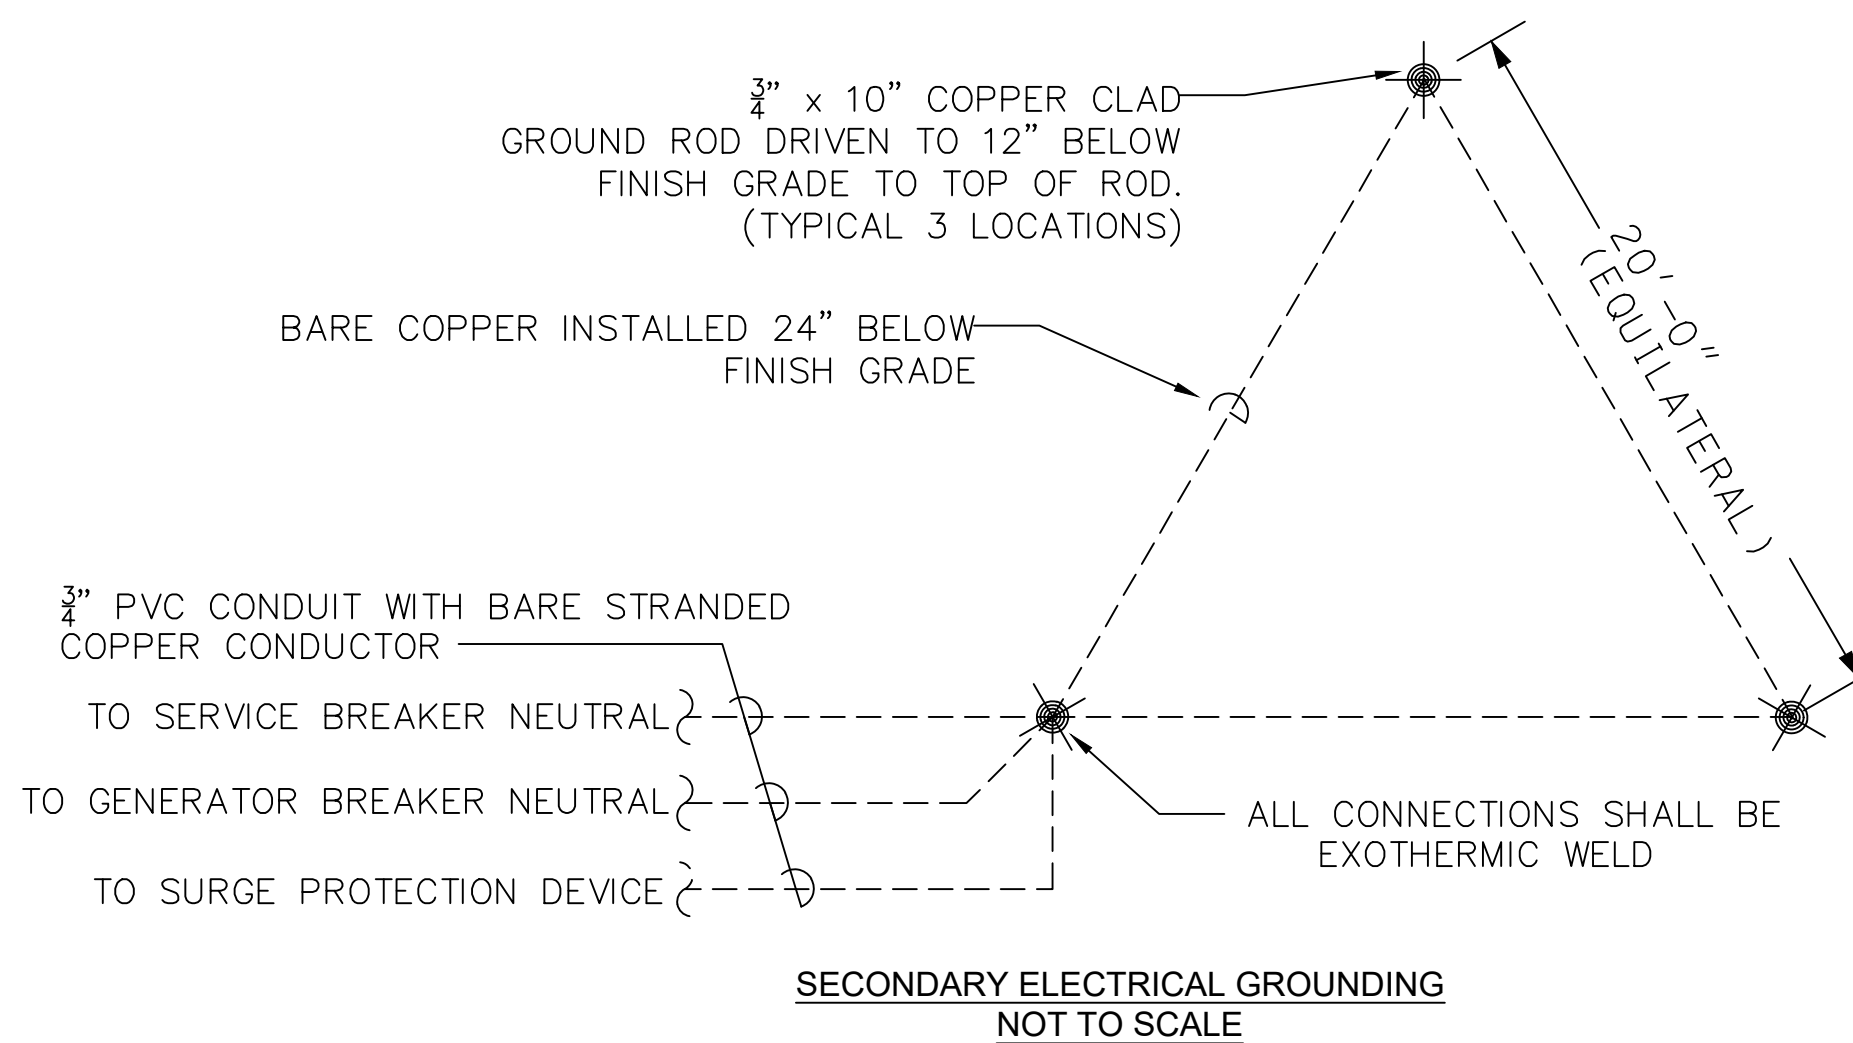 ¾” x 10” COPPER CLAD
GROUND ROD DRIVEN TO 12” BELOW
FINISH GRADE TO TOP OF ROD.
(TYPICAL 3 LOCATIONS)
20'-0"
(EQUILATERAL)
BARE COPPER INSTALLED 24” BELOW
FINISH GRADE
¾” PVC CONDUIT WITH BARE STRANDED
COPPER CONDUCTOR
TO SERVICE BREAKER NEUTRAL
TO GENERATOR BREAKER NEUTRAL
TO SURGE PROTECTION DEVICE
ALL CONNECTIONS SHALL BE
EXOTHERMIC WELD
SECONDARY ELECTRICAL GROUNDING
NOT TO SCALE